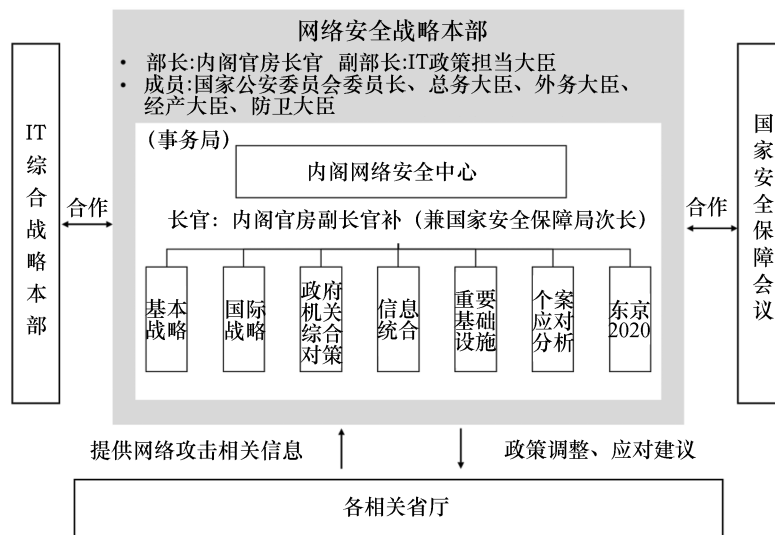 网络安全战略本部
· 部长:内阁官房长官 副部长:IT政策担当大臣
· 成员:国家公安委员会委员长、总务大臣、外务大臣、
经产大臣、防卫大臣
(事务局)
内阁网络安全中心
长官：内阁官房副长官补（兼国家安全保障局次长）
基本
战略
国际
战略
政府
机关
综合
对策
信息
统合
重要
基础
设施
个案
应对
分析
东京
2020
IT
综
合
战
略
本
部
合作
合作
国
家
安
全
保
障
会
议
提供网络攻击相关信息
政策调整、应对建议
各相关省厅